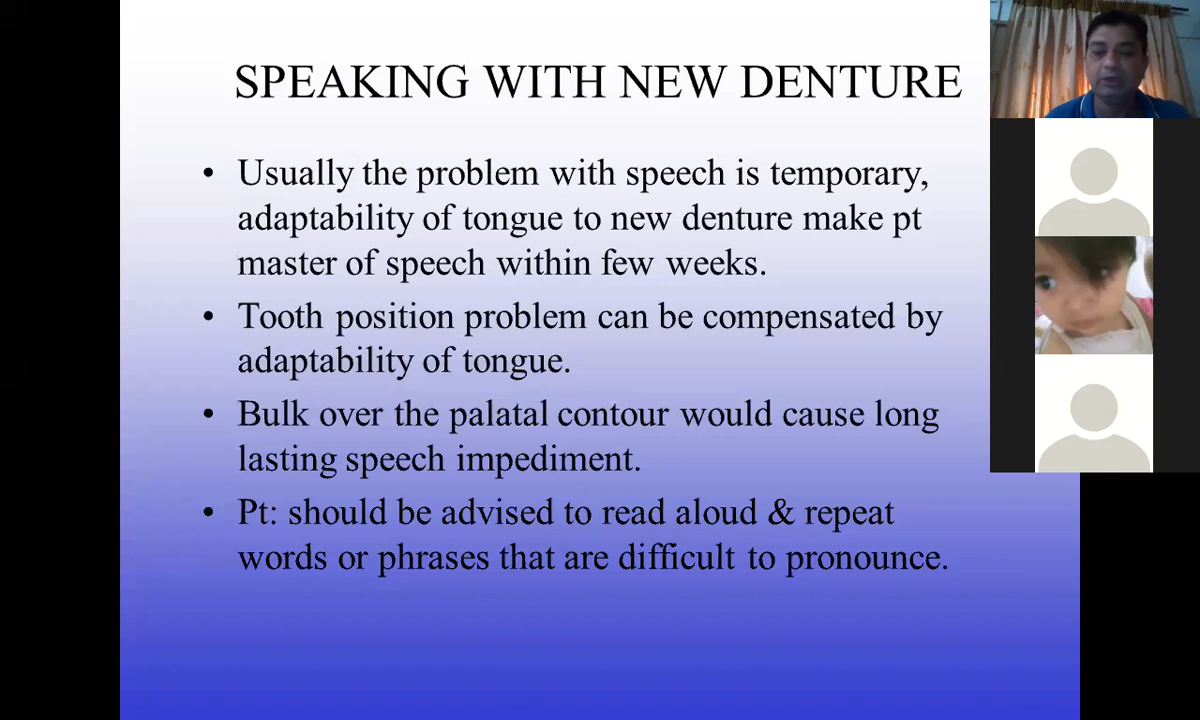 SPEAKING WITH NEW DENTURE
• Usually the problem with speech is temporary,
adaptability of tongue to new denture make pt
master of speech within few weeks.
• Tooth position problem can be compensated by
adaptability of tongue.
• Bulk over the palatal contour would cause long
lasting speech impediment.
• Pt: should be advised to read aloud & repeat
words or phrases that are difficult to pronounce.